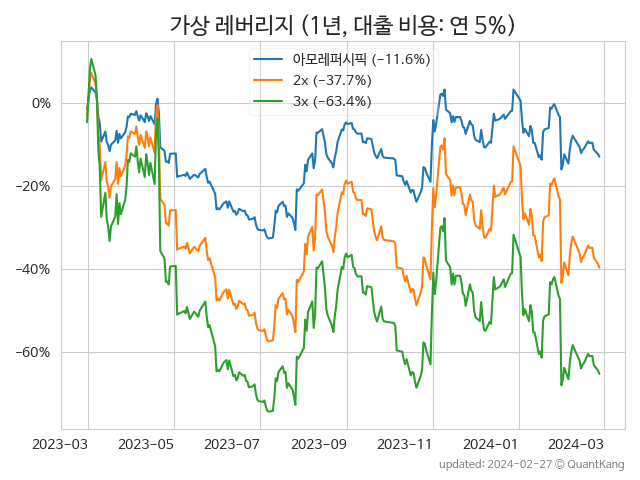 가상 레버리지 (1년, 대출 비용: 연 5%)
아모레퍼시픽 (−11.6%)
2x (−37.7%)
3x (−63.4%)
0%
−20%
−40%
−60%
2023-03
2023-05
2023-07
2023-09
2023-11
2024-01
2024-03
updated: 2024-02-27 © QuantKang